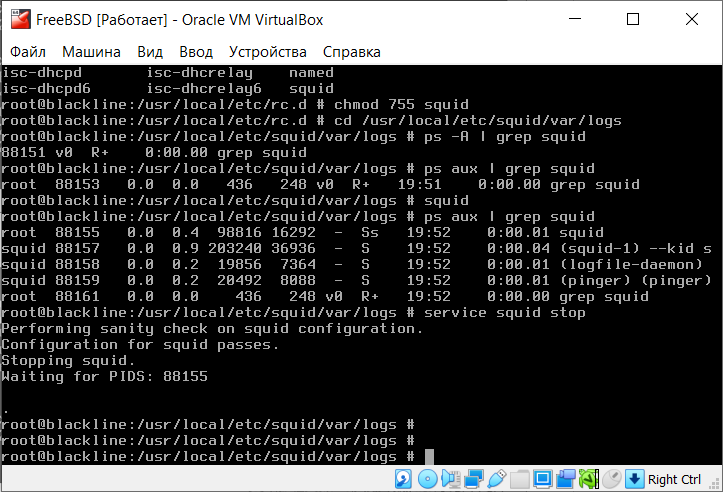 FreeBSD [Работает] - Oracle VM VirtualBox
Файл Машина Вид Ввод Устройства Справка
isc-dhcpd isc-dhcrelay named
isc-dhcpd6 isc-dhcrelay6 squid
root@blackline:/usr/local/etc/rc.d # chmod 755 squid
root@blackline:/usr/local/etc/rc.d # cd /usr/local/etc/squid/var/logs
root@blackline:/usr/local/etc/squid/var/logs # ps -A | grep squid
88151 v0 R+ 0:00.00 grep squid
root@blackline:/usr/local/etc/squid/var/logs # ps aux | grep squid
root 88153 0.0 0.0 436 248 v0 R+ 19:51 0:00.00 grep squid
root@blackline:/usr/local/etc/squid/var/logs # squid
root@blackline:/usr/local/etc/squid/var/logs # ps aux | grep squid
root 88155 0.0 0.4 98816 16292 - Ss 19:52 0:00.01 squid
squid 88157 0.0 0.9 203240 36936 - S 19:52 0:00.04 (squid-1) --kid s
squid 88158 0.0 0.2 19856 7364 - S 19:52 0:00.01 (logfile-daemon)
squid 88159 0.0 0.2 20492 8088 - S 19:52 0:00.01 (pinger) (pinger)
root 88161 0.0 0.0 436 248 v0 R+ 19:52 0:00.00 grep squid
root@blackline:/usr/local/etc/squid/var/logs # service squid stop
Performing sanity check on squid configuration.
Configuration for squid passes.
Stopping squid.
Waiting for PIDS: 88155
.
root@blackline:/usr/local/etc/squid/var/logs #
root@blackline:/usr/local/etc/squid/var/logs #
root@blackline:/usr/local/etc/squid/var/logs #
Right Ctrl